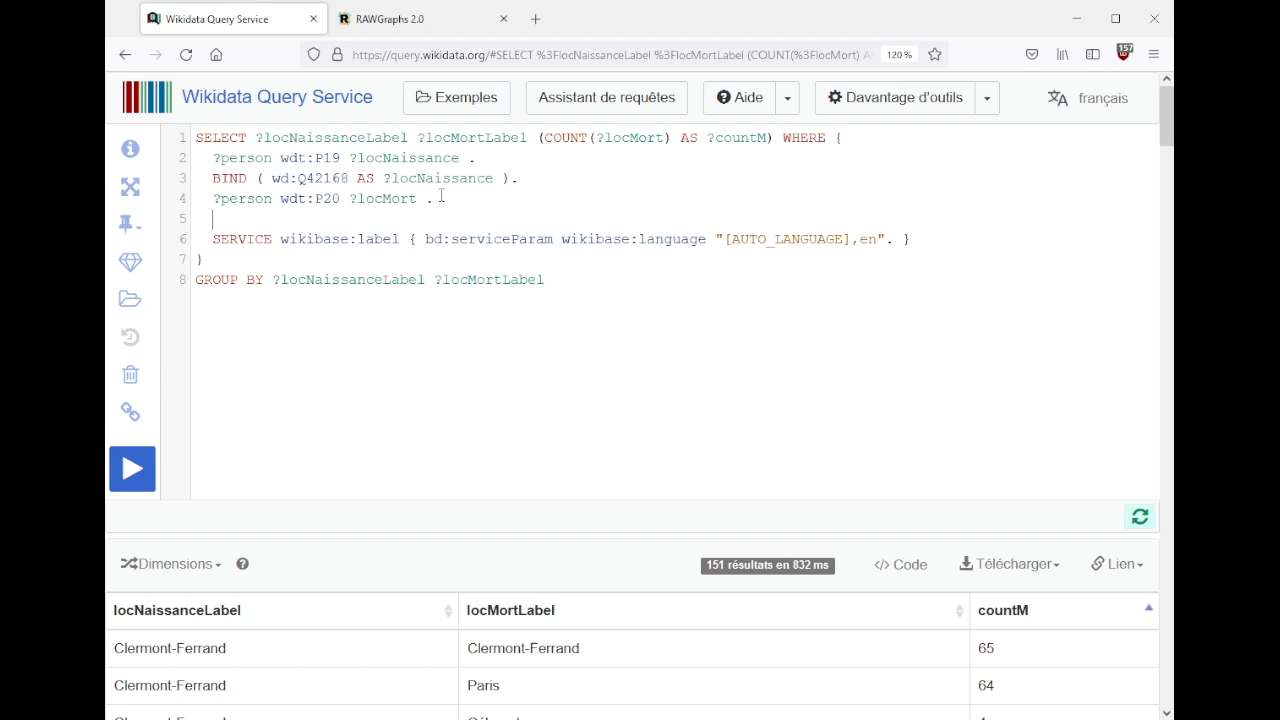 Wikidata Query Service
RAWGraphs 2.0
https://query.wikidata.org/#SELECT %3FlocNaissanceLabel %3FlocMortLabel (COUNT(%3FlocMort) A
120 %
157
Wikidata Query Service
Exemples
Assistant de requêtes
Aide
Davantage d'outils
français
1 SELECT ?locNaissanceLabel ?locMortLabel (COUNT(?locMort) AS ?countM) WHERE {
2 ?person wdt:P19 ?locNaissance .
3 BIND ( wd:Q42168 AS ?locNaissance ).
4 ?person wdt:P20 ?locMort .
5
6 SERVICE wikibase:label { bd:serviceParam wikibase:language "[AUTO_LANGUAGE],en". }
7 }
8 GROUP BY ?locNaissanceLabel ?locMortLabel
Dimensions
151 résultats en 832 ms
</> Code
Télécharger
Lien
locNaissanceLabel locMortLabel countM
Clermont-Ferrand Clermont-Ferrand 65
Clermont-Ferrand Paris 64